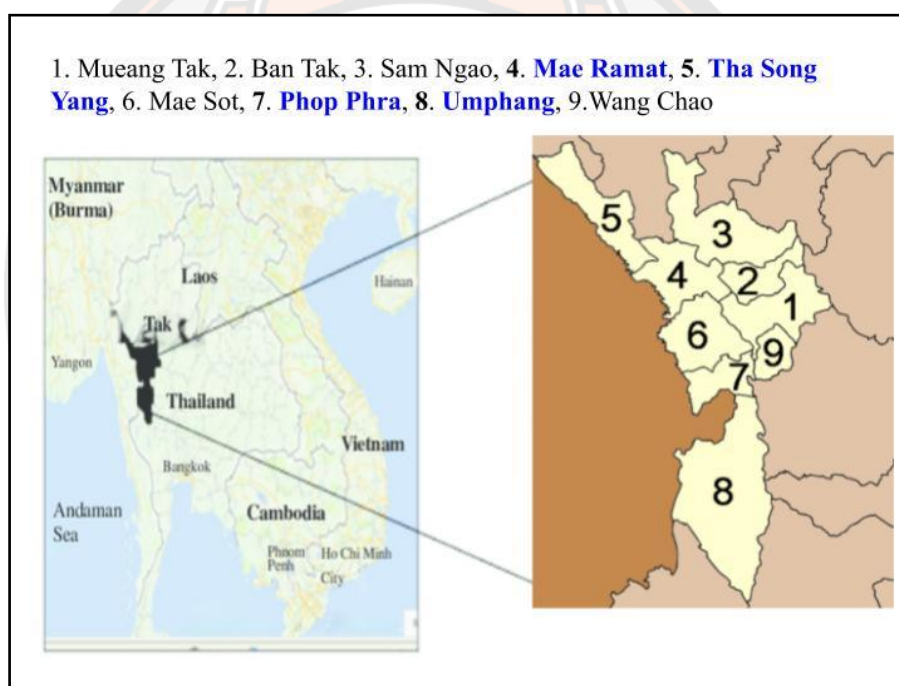 1. Mueang Tak, 2. Ban Tak, 3. Sam Ngao, 4. Mae Ramat, 5. Tha Song
Yang, 6. Mae Sot, 7. Phop Phra, 8. Umphang, 9.Wang Chao
Myanmar
(Burma)
Laos
Hainan
Tak
Yangon
Thailand
Vietnam
Bangkok
Andaman
Sea
Cambodia
Phnom
Penh
Ho Chi Minh
City
5
3
4
2
1
6
9
7
8